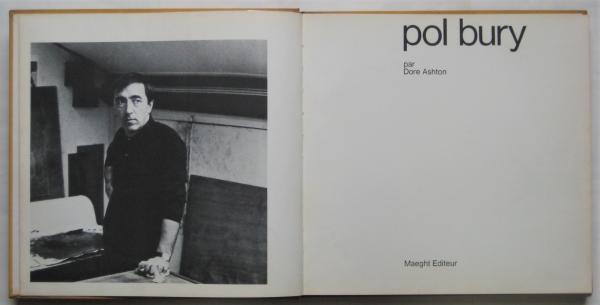 pol bury
par
Dore Ashton
Maeght Editeur